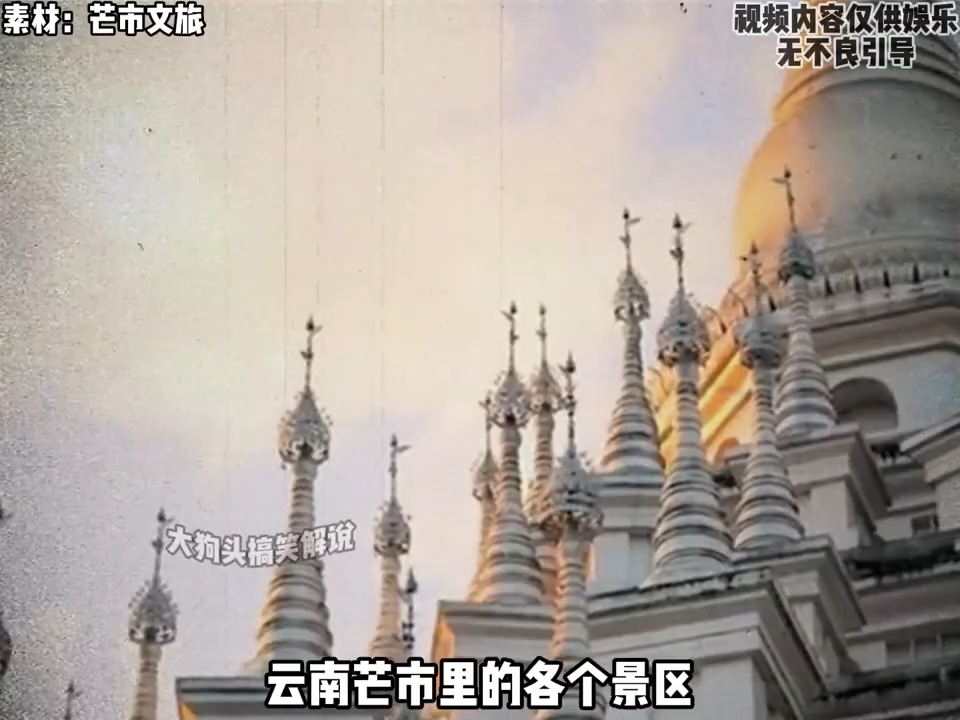 素材：芒市文旅
视频内容仅供娱乐
无不良引导
大狗头搞笑解说
云南芒市里的各个景区